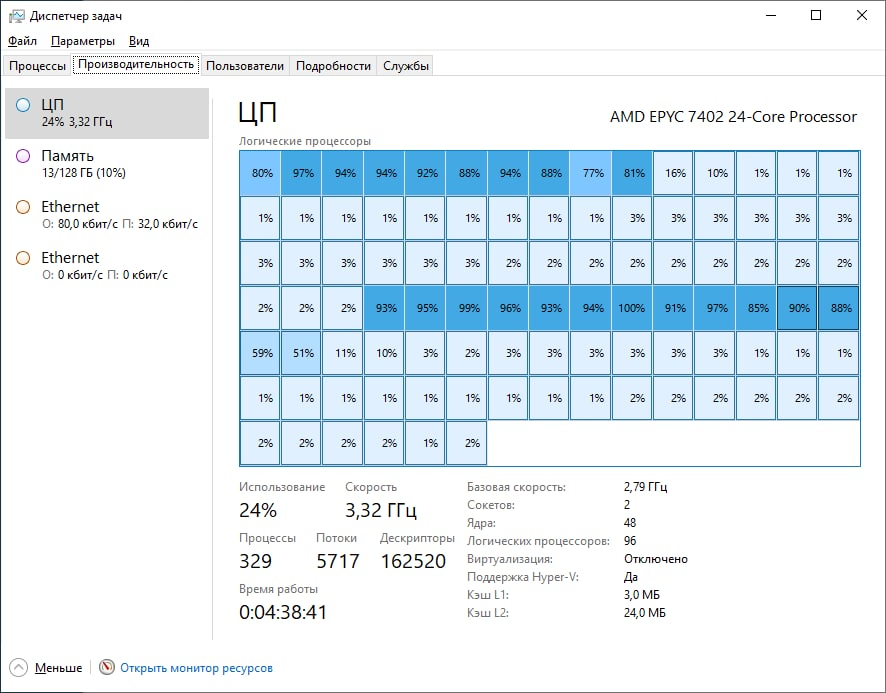 Диспетчер задач
Файл Параметры Вид
Процессы Производительность Пользователи Подробности Службы
ЦП
24% 3,32 ГГц
Память
13/128 ГБ (10%)
Ethernet
О: 80,0 кбит/с П: 32,0 кбит/с
Ethernet
О: 0 кбит/с П: 0 кбит/с
ЦП
AMD EPYC 7402 24-Core Processor
Логические процессоры
80% 97% 94% 94% 92% 88% 94% 88% 77% 81% 16% 10% 1% 1% 1%
1% 1% 1% 1% 1% 1% 1% 1% 1% 3% 3% 3% 3% 3% 3%
3% 3% 3% 3% 3% 3% 2% 2% 2% 2% 2% 2% 2% 2% 2%
2% 2% 2% 93% 95% 99% 96% 93% 94% 100% 91% 97% 85% 90% 88%
59% 51% 11% 10% 3% 2% 3% 3% 3% 3% 3% 3% 1% 1% 1%
1% 1% 1% 1% 1% 1% 1% 1% 1% 2% 2% 2% 2% 2% 2%
2% 2% 2% 2% 1% 2%
Использование Скорость
24% 3,32 ГГц
Процессы Потоки Дескрипторы
329 5717 162520
Время работы
0:04:38:41
Базовая скорость: 2,79 ГГц
Сокетов: 2
Ядра: 48
Логических процессоров: 96
Виртуализация: Отключено
Поддержка Hyper-V: Да
Кэш L1: 3,0 МБ
Кэш L2: 24,0 МБ
Меньше Открыть монитор ресурсов